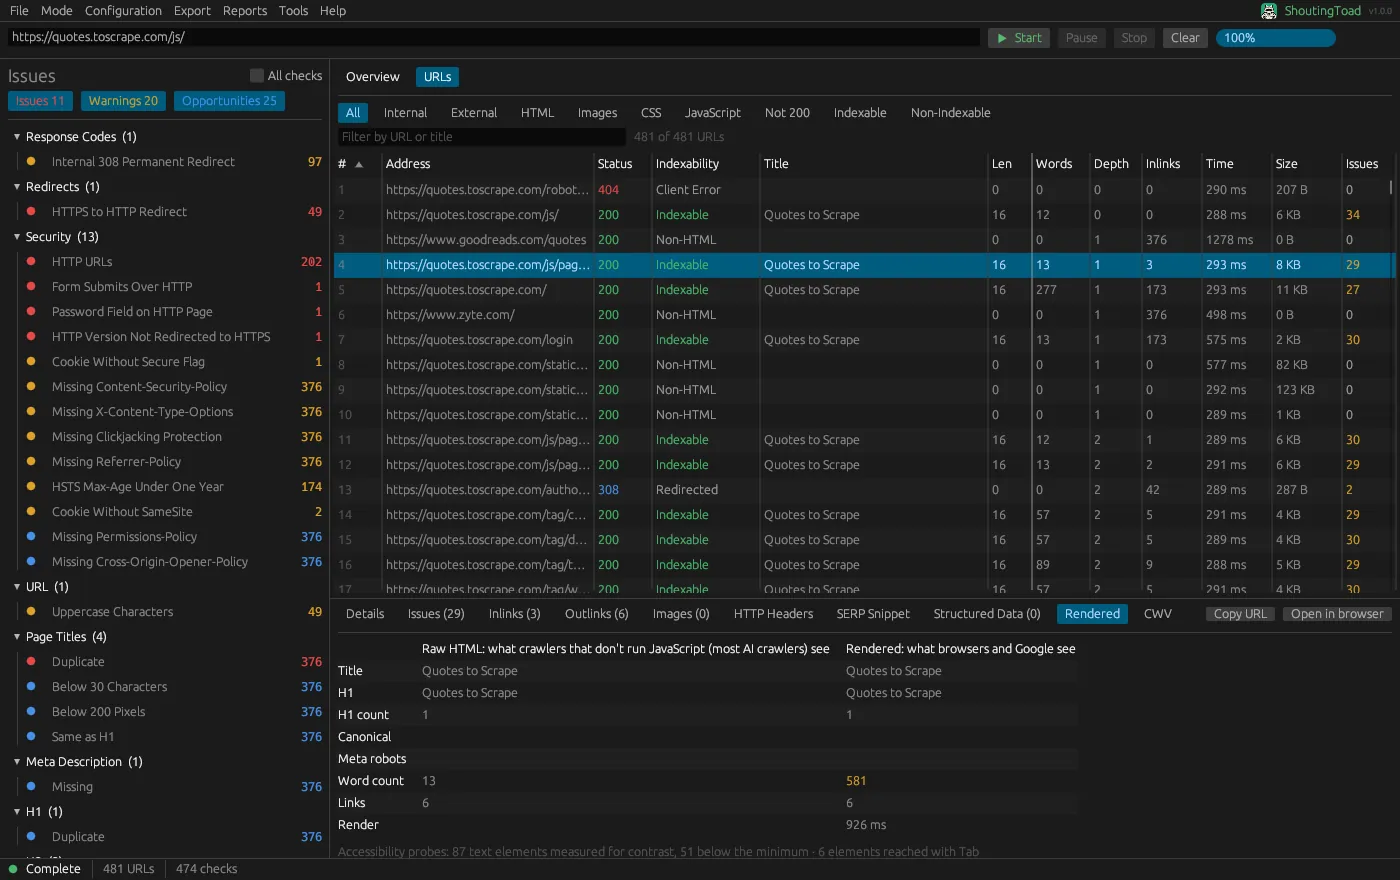 File Mode Configuration Export Reports Tools Help ShoutingToad v1.0.0
https://quotes.toscrape.com/js/ Start Pause Stop Clear 100%
Issues All checks
Issues 11 Warnings 20 Opportunities 25
Response Codes (1)
Internal 308 Permanent Redirect 97
Redirects (1)
HTTPS to HTTP Redirect 49
Security (13)
HTTP URLs 202
Form Submits Over HTTP 1
Password Field on HTTP Page 1
HTTP Version Not Redirected to HTTPS 1
Cookie Without Secure Flag 1
Missing Content-Security-Policy 376
Missing X-Content-Type-Options 376
Missing Clickjacking Protection 376
Missing Referrer-Policy 376
HSTS Max-Age Under One Year 174
Cookie Without SameSite 2
Missing Permissions-Policy 376
Missing Cross-Origin-Opener-Policy 376
URL (1)
Uppercase Characters 49
Page Titles (4)
Duplicate 376
Below 30 Characters 376
Below 200 Pixels 376
Same as H1 376
Meta Description (1)
Missing 376
H1 (1)
Duplicate 376
Overview URLs
All Internal External HTML Images CSS JavaScript Not 200 Indexable Non-Indexable
Filter by URL or title 481 of 481 URLs
# Address Status Indexability Title Len Words Depth Inlinks Time Size Issues
1 https://quotes.toscrape.com/robot... 404 Client Error 0 0 0 0 290 ms 207 B 0
2 https://quotes.toscrape.com/js/ 200 Indexable Quotes to Scrape 16 12 0 0 288 ms 6 KB 34
3 https://www.goodreads.com/quotes 200 Non-HTML 0 0 1 376 1278 ms 0 B 0
4 https://quotes.toscrape.com/js/pag... 200 Indexable Quotes to Scrape 16 13 1 3 293 ms 8 KB 29
5 https://quotes.toscrape.com/ 200 Indexable Quotes to Scrape 16 277 1 173 293 ms 11 KB 27
6 https://www.zyte.com/ 200 Non-HTML 0 0 1 376 498 ms 0 B 0
7 https://quotes.toscrape.com/login 200 Indexable Quotes to Scrape 16 13 1 173 575 ms 2 KB 30
8 https://quotes.toscrape.com/static... 200 Non-HTML 0 0 1 0 577 ms 82 KB 0
9 https://quotes.toscrape.com/static... 200 Non-HTML 0 0 1 0 292 ms 123 KB 0
10 https://quotes.toscrape.com/static... 200 Non-HTML 0 0 1 0 289 ms 1 KB 0
11 https://quotes.toscrape.com/js/pag... 200 Indexable Quotes to Scrape 16 12 2 1 289 ms 6 KB 30
12 https://quotes.toscrape.com/js/pag... 200 Indexable Quotes to Scrape 16 13 2 2 291 ms 6 KB 29
13 https://quotes.toscrape.com/autho... 308 Redirected 0 0 2 42 289 ms 287 B 2
14 https://quotes.toscrape.com/tag/c... 200 Indexable Quotes to Scrape 16 57 2 5 291 ms 4 KB 29
15 https://quotes.toscrape.com/tag/d... 200 Indexable Quotes to Scrape 16 57 2 5 289 ms 4 KB 30
16 https://quotes.toscrape.com/tag/t... 200 Indexable Quotes to Scrape 16 89 2 9 288 ms 5 KB 29
17 https://quotes.toscrape.com/tag/w... 200 Indexable Quotes to Scrape 16 57 2 5 291 ms 4 KB 30
Details Issues (29) Inlinks (3) Outlinks (6) Images (0) HTTP Headers SERP Snippet Structured Data (0) Rendered CWV Copy URL Open in browser
Raw HTML: what crawlers that don't run JavaScript (most AI crawlers) see Rendered: what browsers and Google see
Title Quotes to Scrape Quotes to Scrape
H1 Quotes to Scrape Quotes to Scrape
H1 count 1 1
Canonical
Meta robots
Word count 13 581
Links 6 6
Render 926 ms
Accessibility probes: 87 text elements measured for contrast, 51 below the minimum · 6 elements reached with Tab
Complete 481 URLs 474 checks